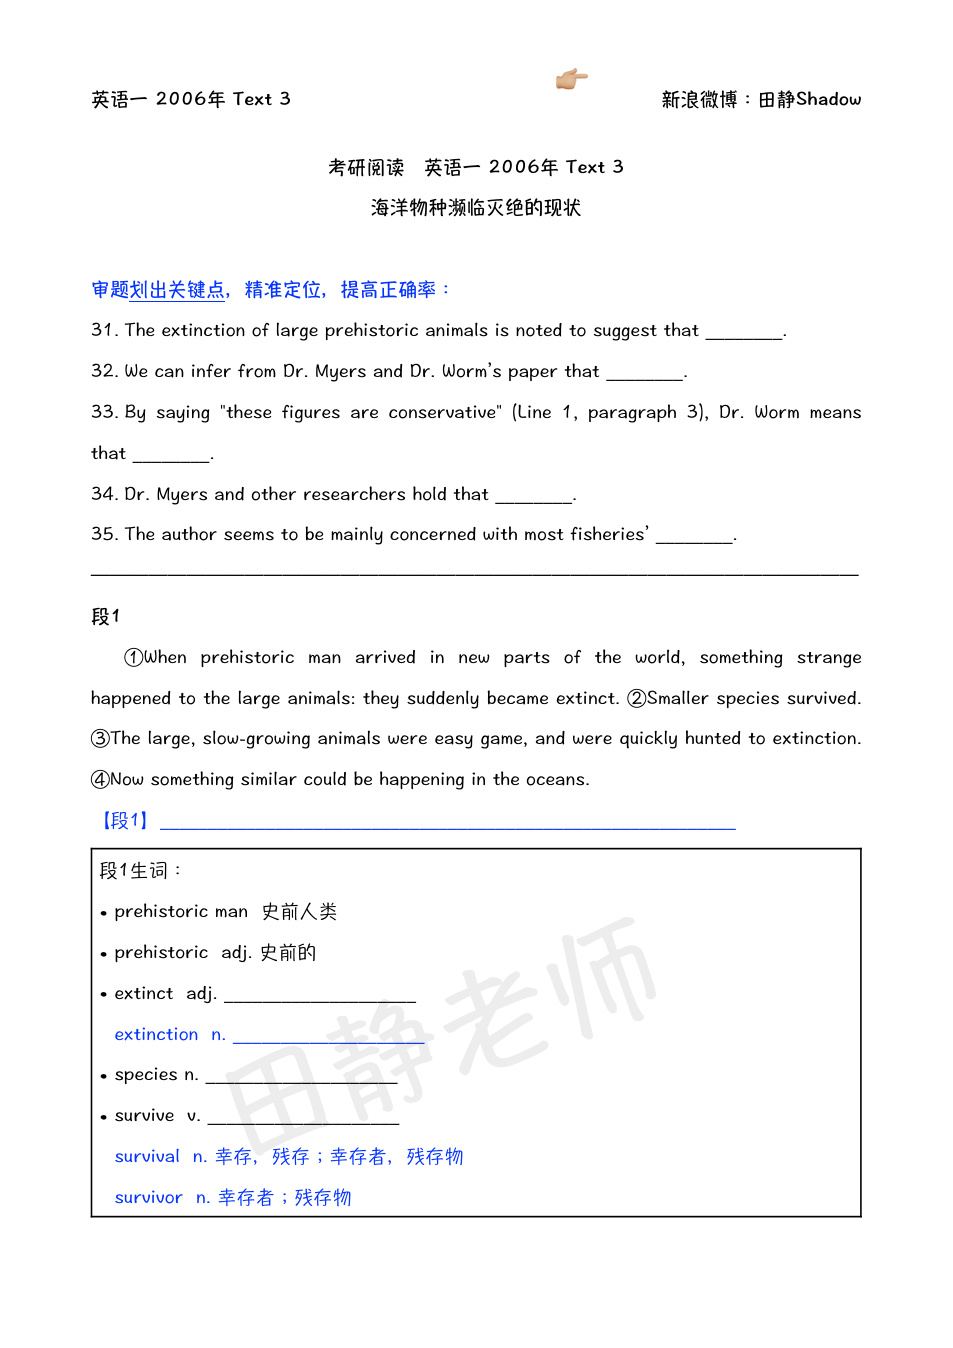 英语一 2006年 Text 3 新浪微博：田静Shadow
考研阅读 英语一 2006年 Text 3
海洋物种濒临灭绝的现状
审题划出关键点，精准定位，提高正确率：
31. The extinction of large prehistoric animals is noted to suggest that ________.
32. We can infer from Dr. Myers and Dr. Worm's paper that ________.
33. By saying "these figures are conservative" (Line 1, paragraph 3), Dr. Worm means
that ________.
34. Dr. Myers and other researchers hold that ________.
35. The author seems to be mainly concerned with most fisheries' ________.
段1
①When prehistoric man arrived in new parts of the world, something strange
happened to the large animals: they suddenly became extinct. ②Smaller species survived.
③The large, slow-growing animals were easy game, and were quickly hunted to extinction.
④Now something similar could be happening in the oceans.
【段1】____________________________________________________________
段1生词：
• prehistoric man 史前人类
• prehistoric adj. 史前的
• extinct adj. ____________________
extinction n. ____________________
• species n. ____________________
• survive v. ____________________
survival n. 幸存，残存；幸存者，残存物
survivor n. 幸存者；残存物
田静老师